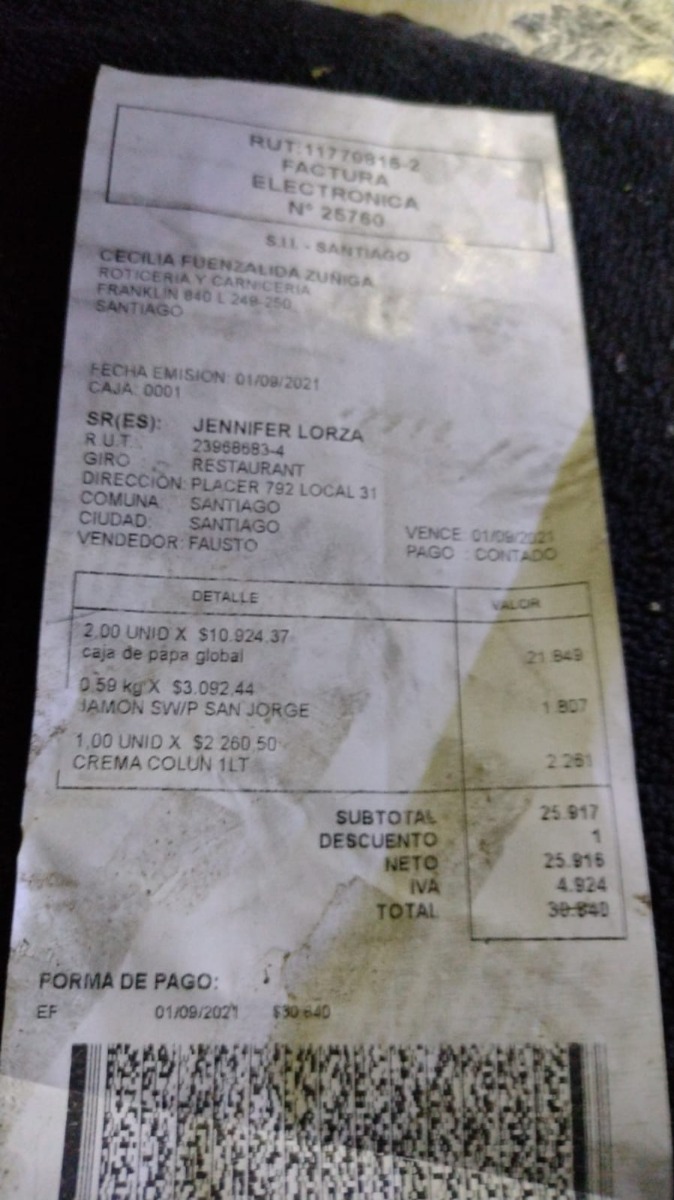 RUT:11770815-2
FACTURA
ELECTRONICA
N° 25760
S.I.I. - SANTIAGO
CECILIA FUENZALIDA ZUÑIGA
ROTICERIA Y CARNICERIA
FRANKLIN 840 L 249-250
SANTIAGO
FECHA EMISION: 01/09/2021
CAJA: 0001
SR(ES): JENNIFER LORZA
R.U.T.: 23968683-4
GIRO : RESTAURANT
DIRECCIÓN: PLACER 792 LOCAL 31
COMUNA: SANTIAGO
CIUDAD: SANTIAGO VENCE: 01/09/2021
VENDEDOR: FAUSTO PAGO : CONTADO
DETALLE VALOR
2,00 UNID X $10.924,37
caja de papa global 21.849
0,59 kg X $3.092,44
JAMON SW/P SAN JORGE 1.807
1,00 UNID X $2.260,50
CREMA COLUN 1LT 2.261
SUBTOTAL 25.917
DESCUENTO 1
NETO 25.916
IVA 4.924
TOTAL 30.840
FORMA DE PAGO:
EF 01/09/2021 $30.840